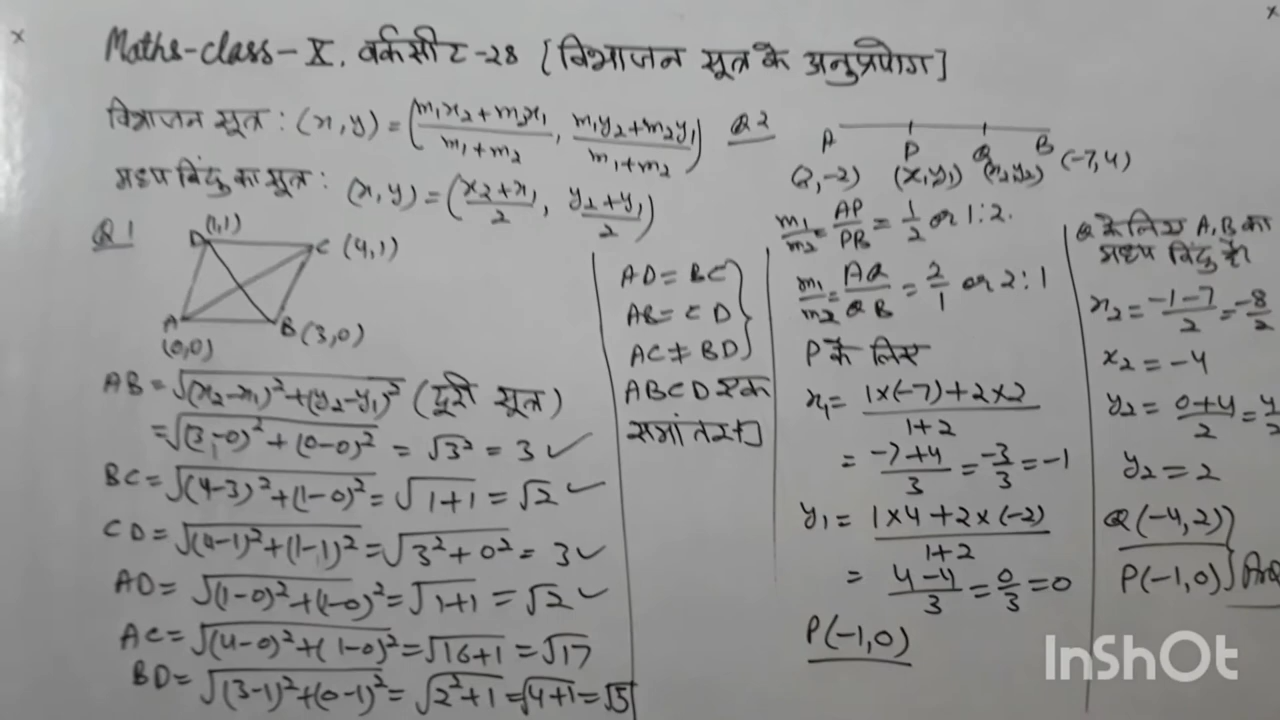 Maths-class-X. वर्कसीट-28 [विभाजन सूत्र के अनुप्रयोग]
विभाजन सूत्र : (x,y) = (m₁x₂+m₂x₁/m₁+m₂, m₁y₂+m₂y₁/m₁+m₂)
मध्य बिंदु का सूत्र : (x,y) = (x₂+x₁/2, y₂+y₁/2)
Q1
D (1,1)
C (4,1)
A (0,0)
B (3,0)
AB = √(x₂-x₁)²+(y₂-y₁)² (दूरी सूत्र)
= √(3-0)²+(0-0)² = √3² = 3 ✓
BC = √(4-3)²+(1-0)² = √1+1 = √2 ✓
CD = √(4-1)²+(1-1)² = √3²+0² = 3 ✓
AD = √(1-0)²+(1-0)² = √1+1 = √2 ✓
AC = √(4-0)²+(1-0)² = √16+1 = √17
BD = √(3-1)²+(0-1)² = √2²+1 = √4+1 = √5
AD = BC
AB = CD
AC ≠ BD
ABCD एक
Q2
A P Q B
(2,-2) (x,y₁) (x₂y₂) (-7,4)
m₁/m₂ = AP/PB = 1/2 or 1:2.
m₁/m₂ = AQ/QB = 2/1 or 2:1
P के लिए
x₁ = 1×(-7)+2×2/1+2
= -7+4/3 = -3/3 = -1
y₁ = 1×4+2×(-2)/1+2
= 4-4/3 = 0/3 = 0
P(-1,0)
Q के लिए A, B का
मध्य बिंदु है।
x₂ = -1-7/2 = -8/2
x₂ = -4
y₂ = 0+4/2 = 4/2
y₂ = 2
Q(-4,2)
P(-1,0)
InShOt